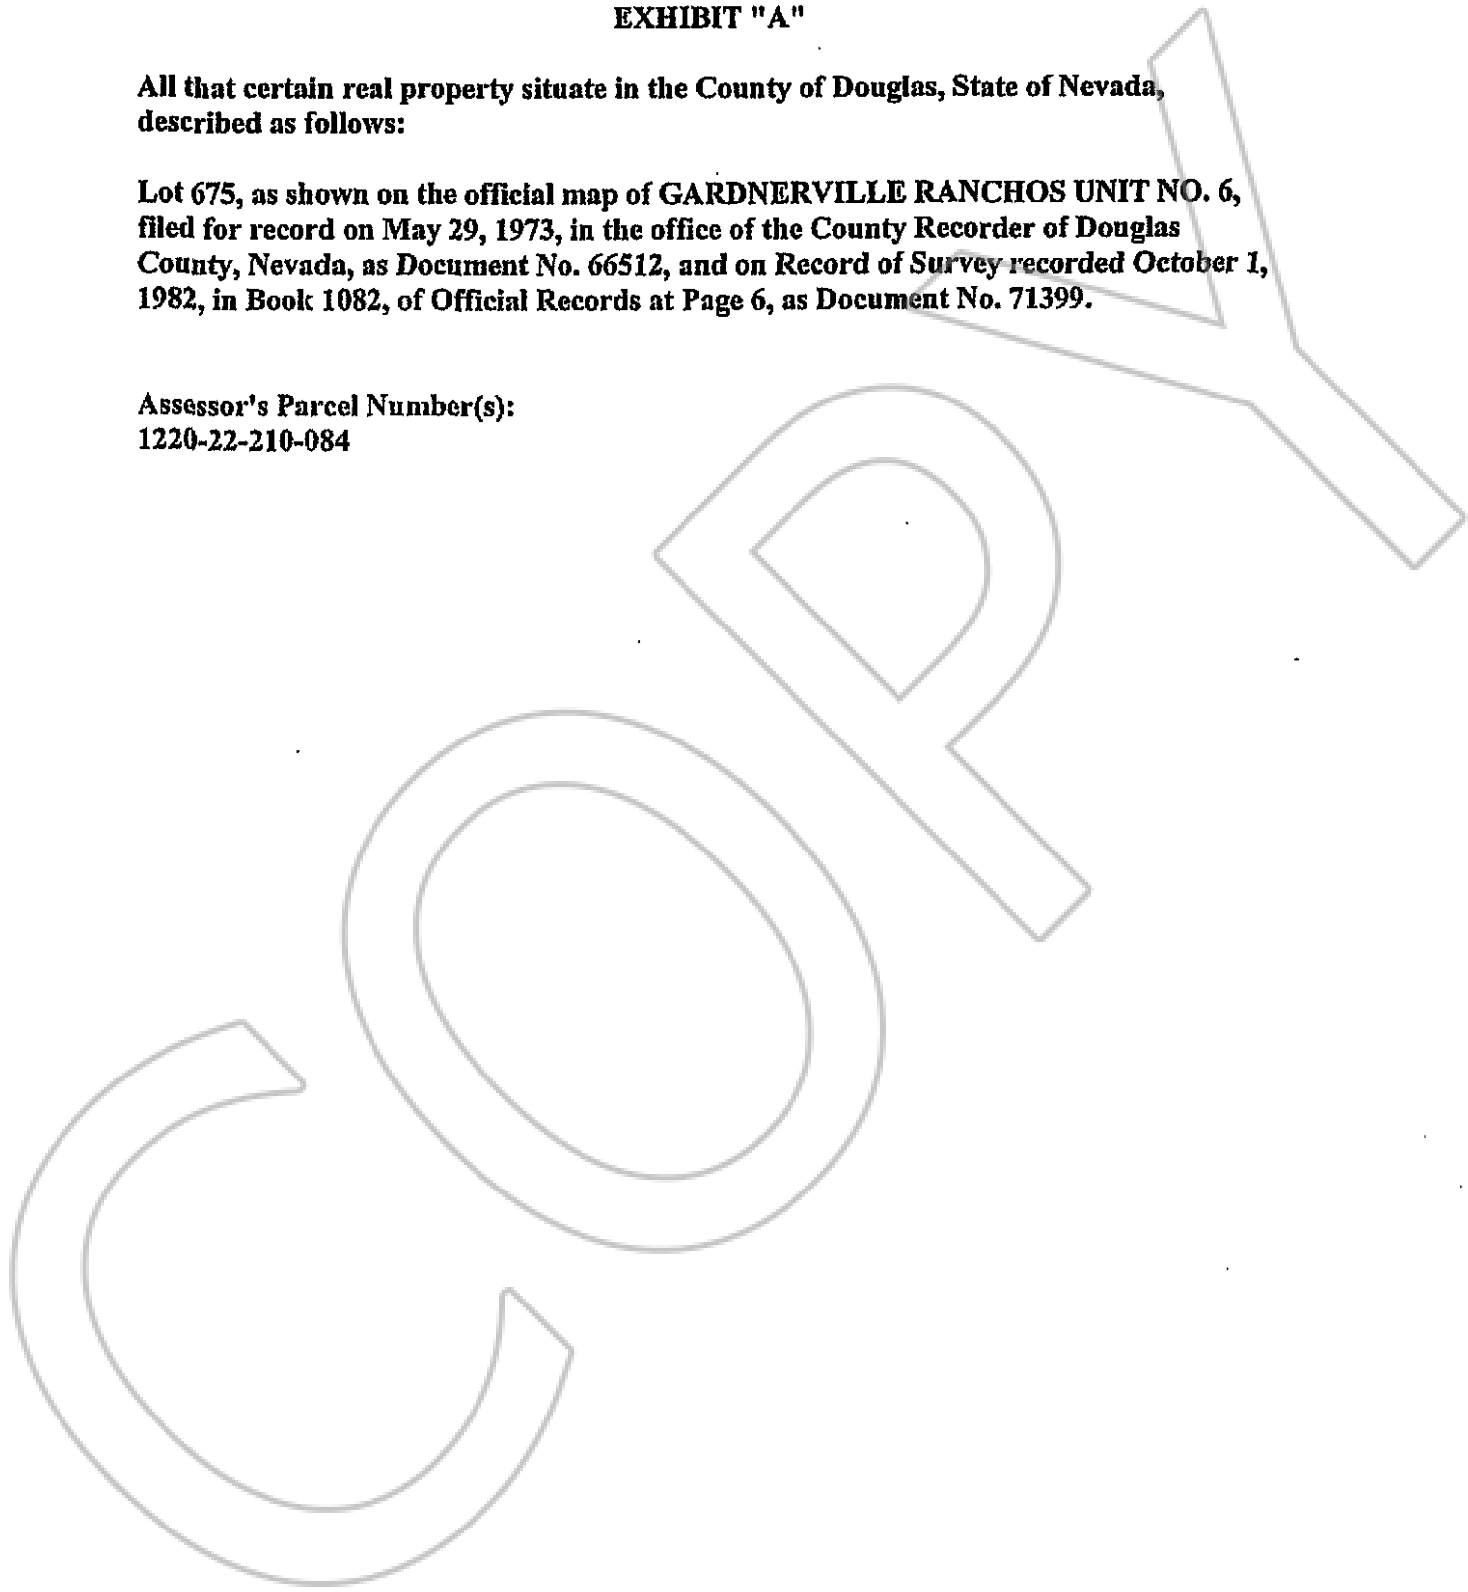 EXHIBIT "A"
All that certain real property situate in the County of Douglas, State of Nevada,
described as follows:
Lot 675, as shown on the official map of GARDNERVILLE RANCHOS UNIT NO. 6,
filed for record on May 29, 1973, in the office of the County Recorder of Douglas
County, Nevada, as Document No. 66512, and on Record of Survey recorded October 1,
1982, in Book 1082, of Official Records at Page 6, as Document No. 71399.
Assessor's Parcel Number(s):
1220-22-210-084
COPY